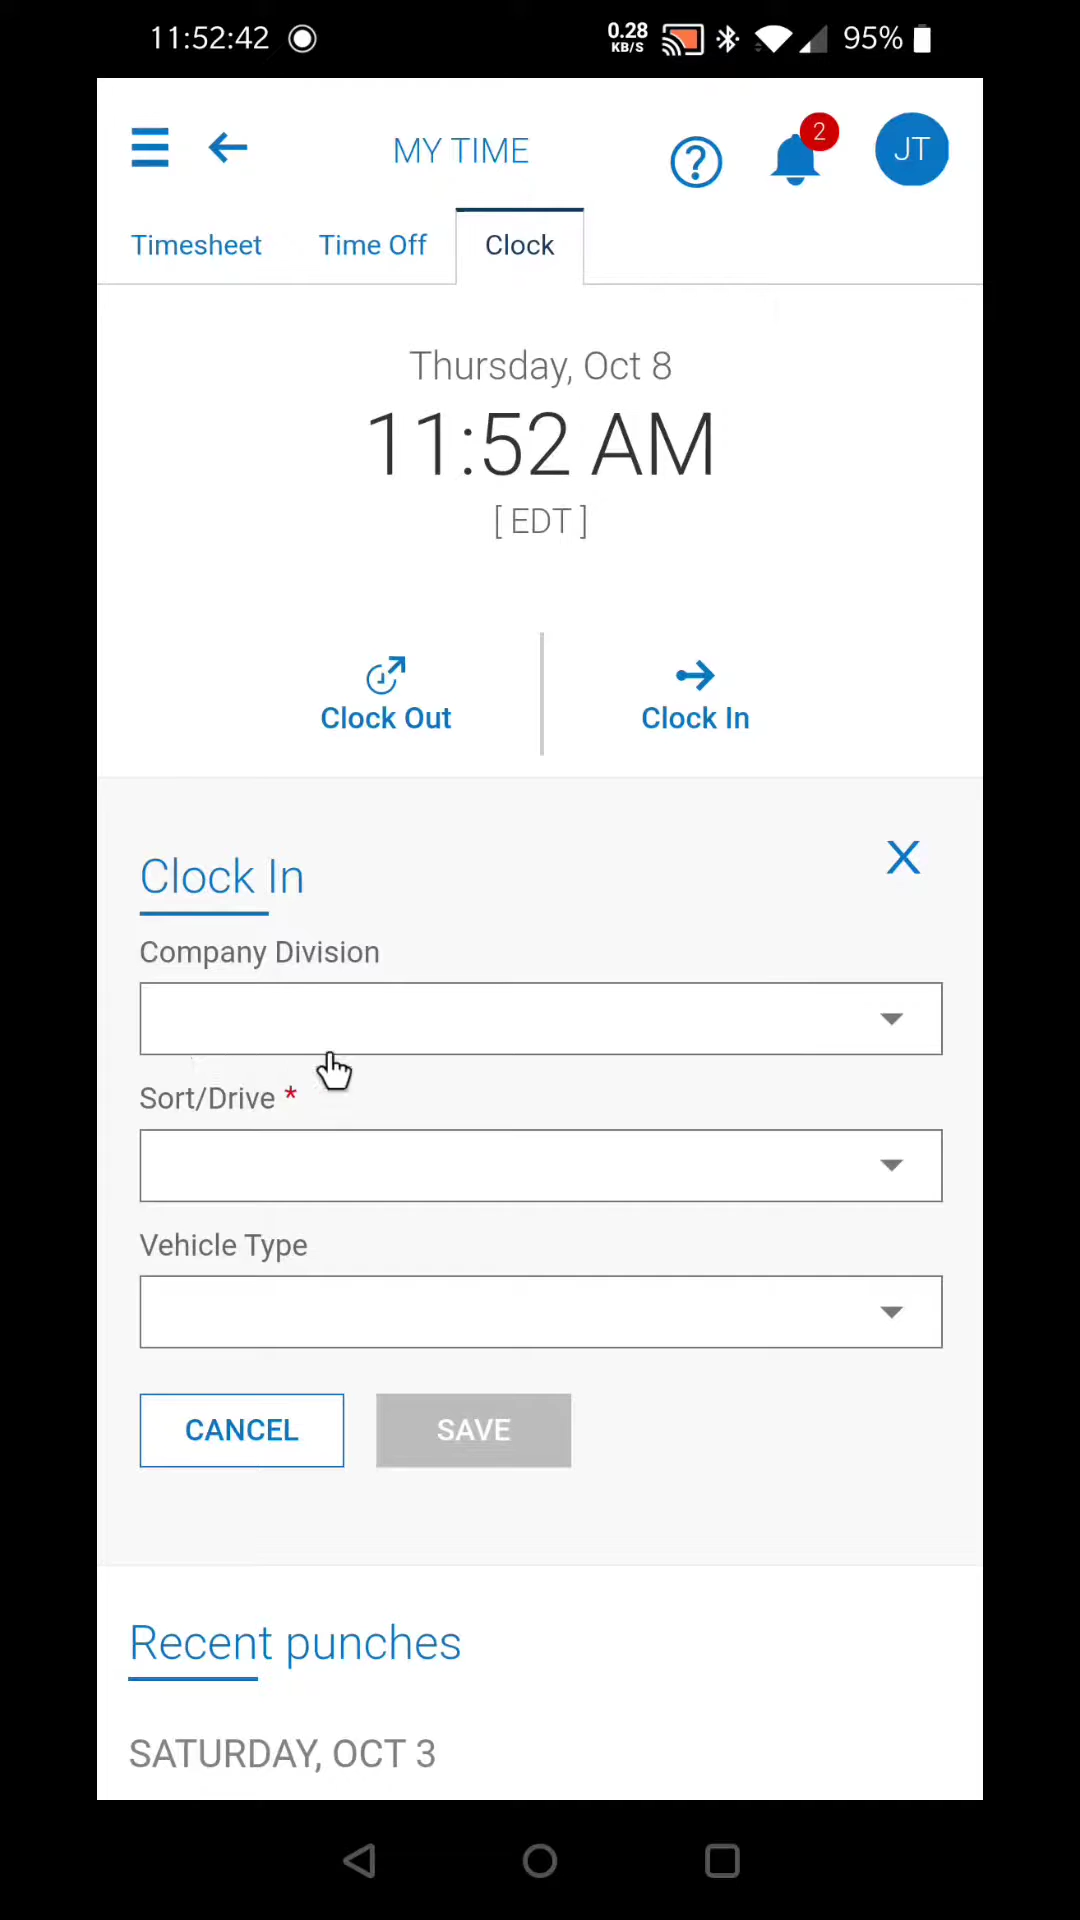 11:52:42 0.28 KB/S 95%
MY TIME 2 JT
Timesheet Time Off Clock
Thursday, Oct 8
11:52 AM
[ EDT ]
Clock Out Clock In
Clock In X
Company Division
Sort/Drive *
Vehicle Type
CANCEL SAVE
Recent punches
SATURDAY, OCT 3